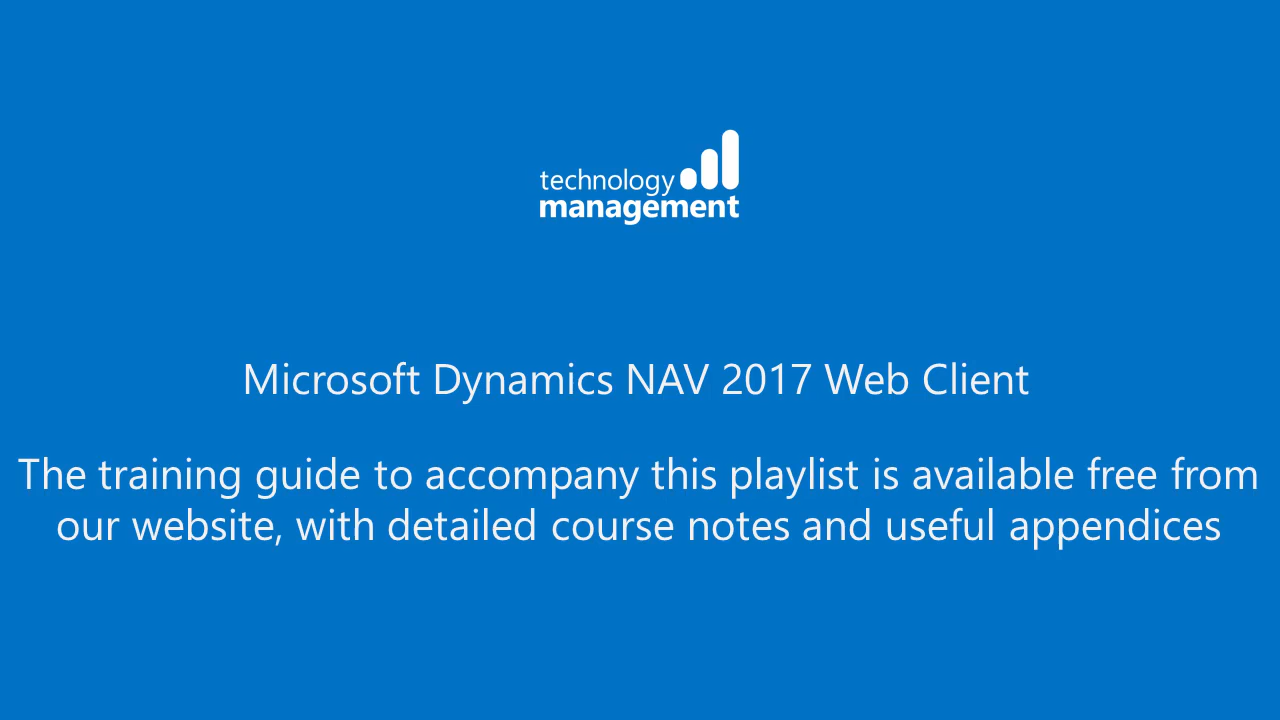 technology
management
Microsoft Dynamics NAV 2017 Web Client
The training guide to accompany this playlist is available free from
our website, with detailed course notes and useful appendices